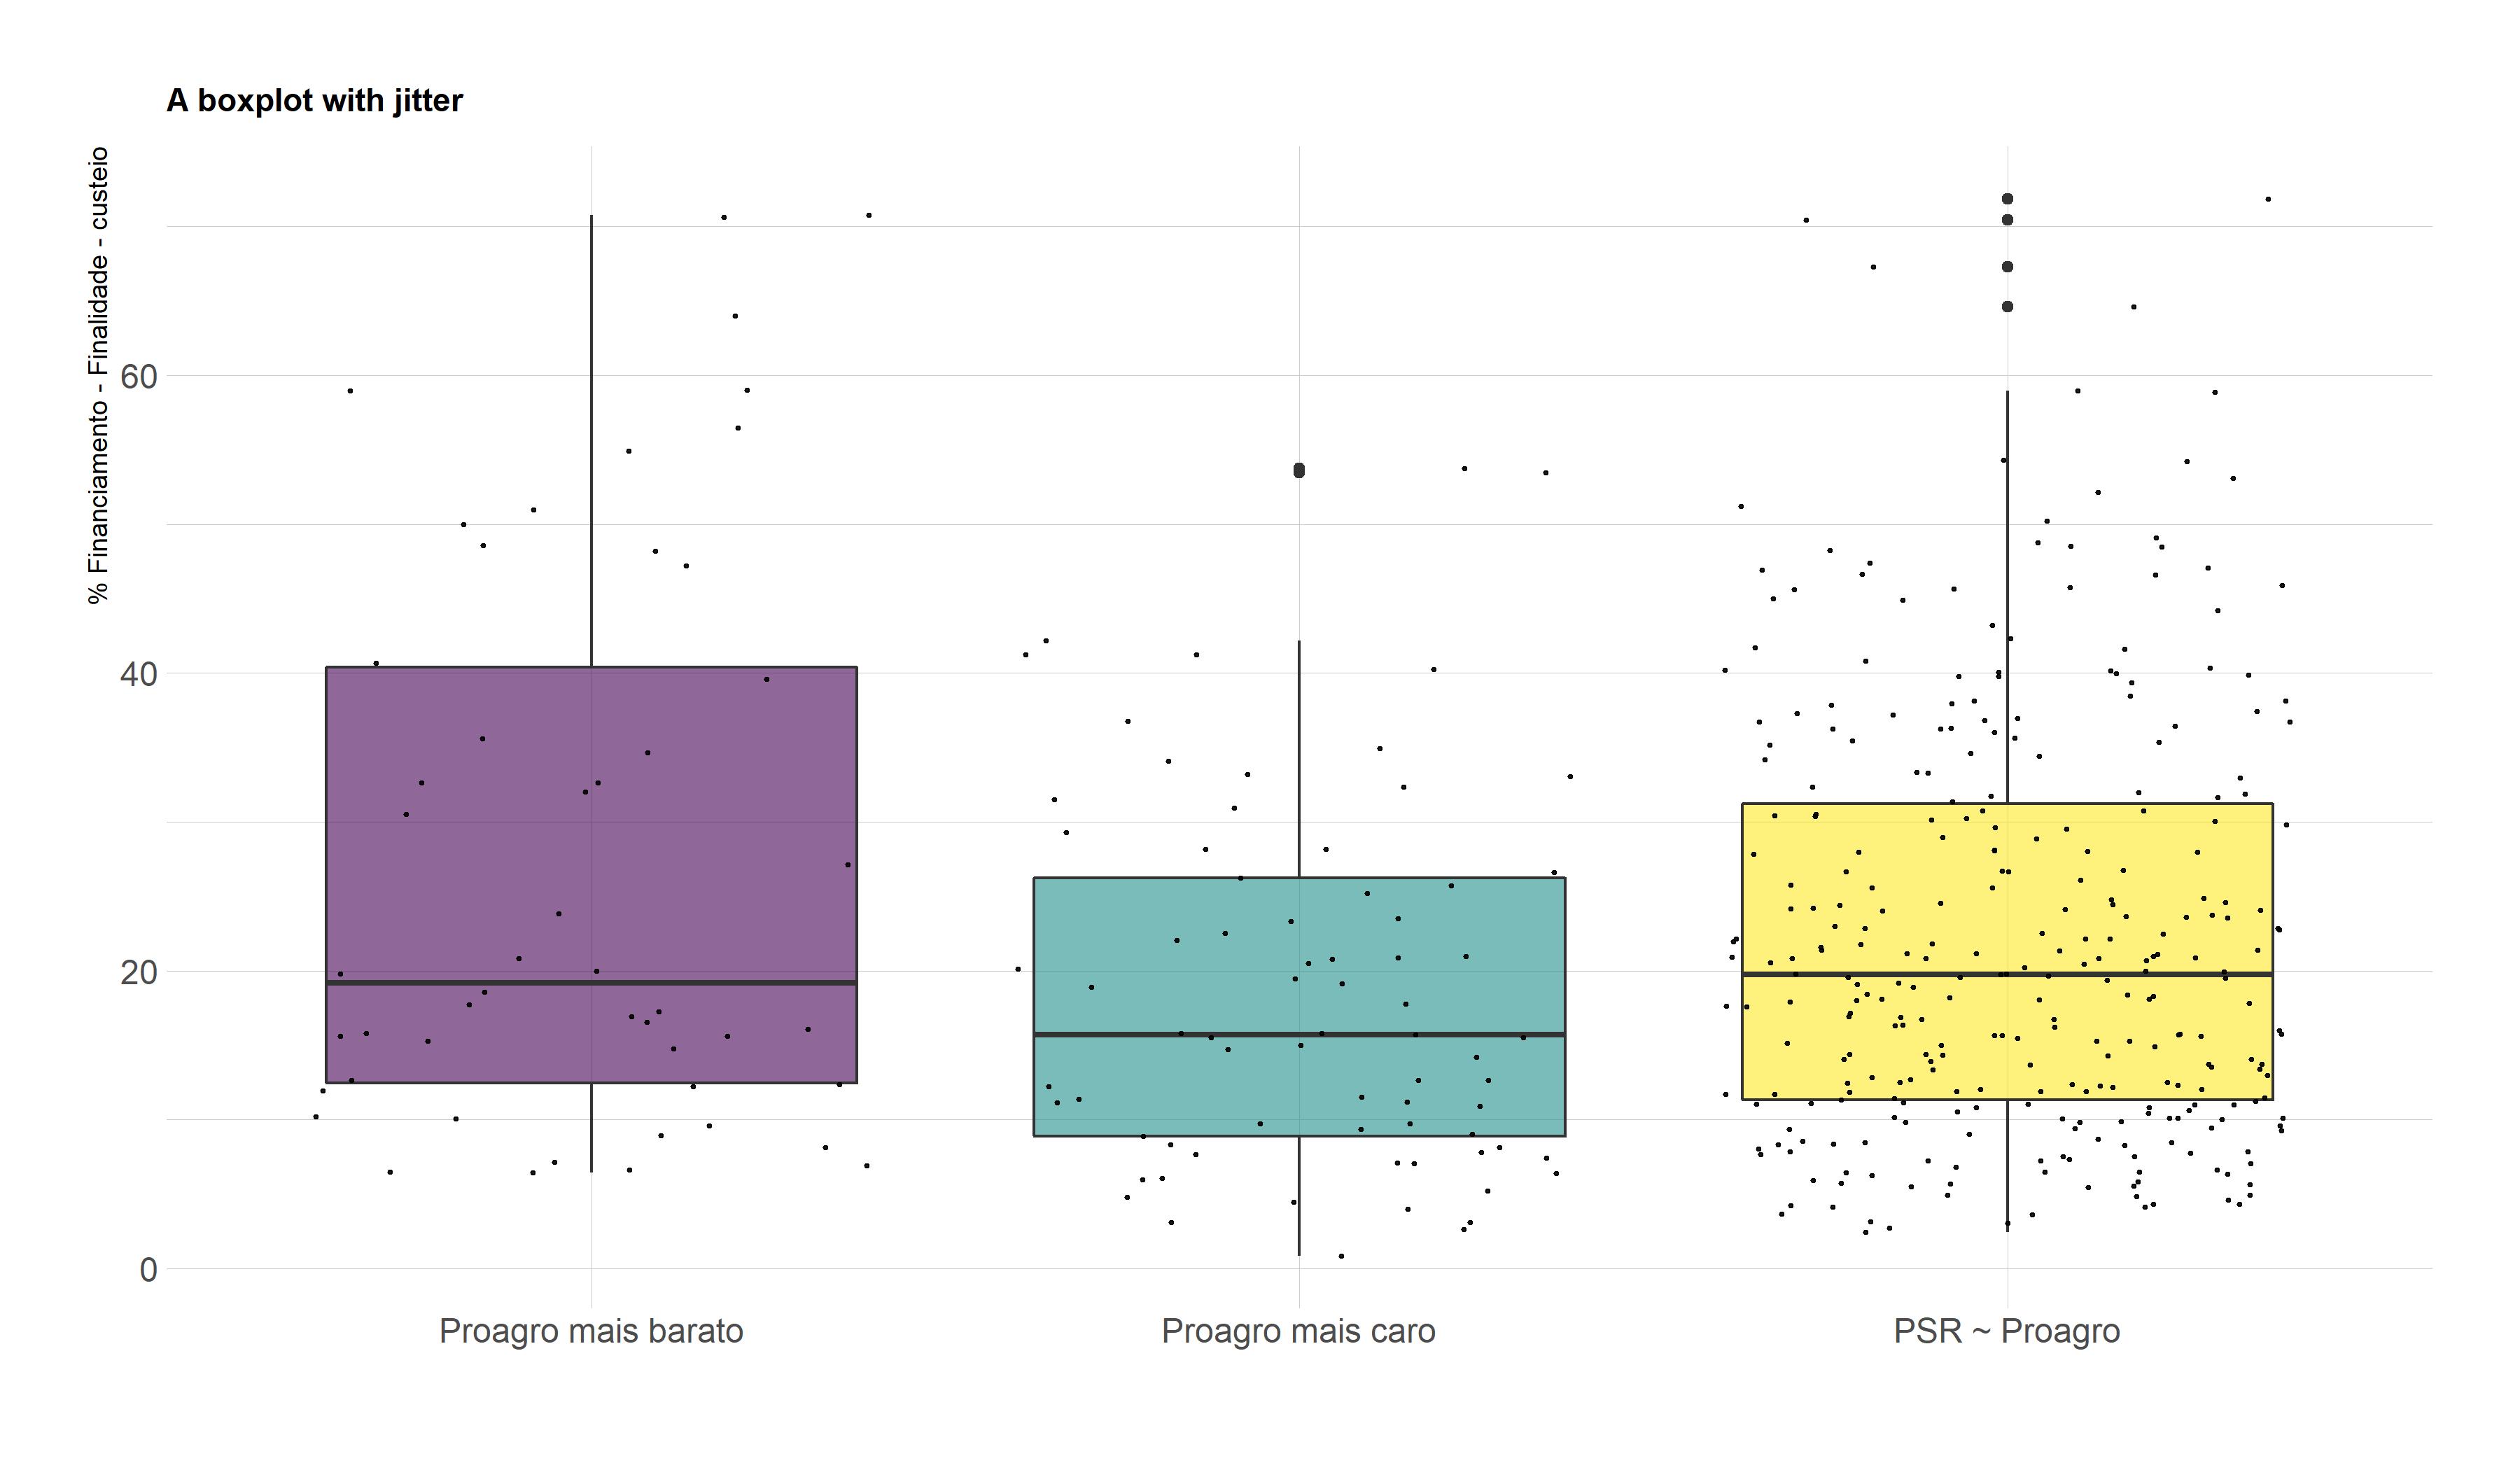 A boxplot with jitter
% Financiamento - Finalidade - custeio
60
40
20
0
Proagro mais barato
Proagro mais caro
PSR ~ Proagro